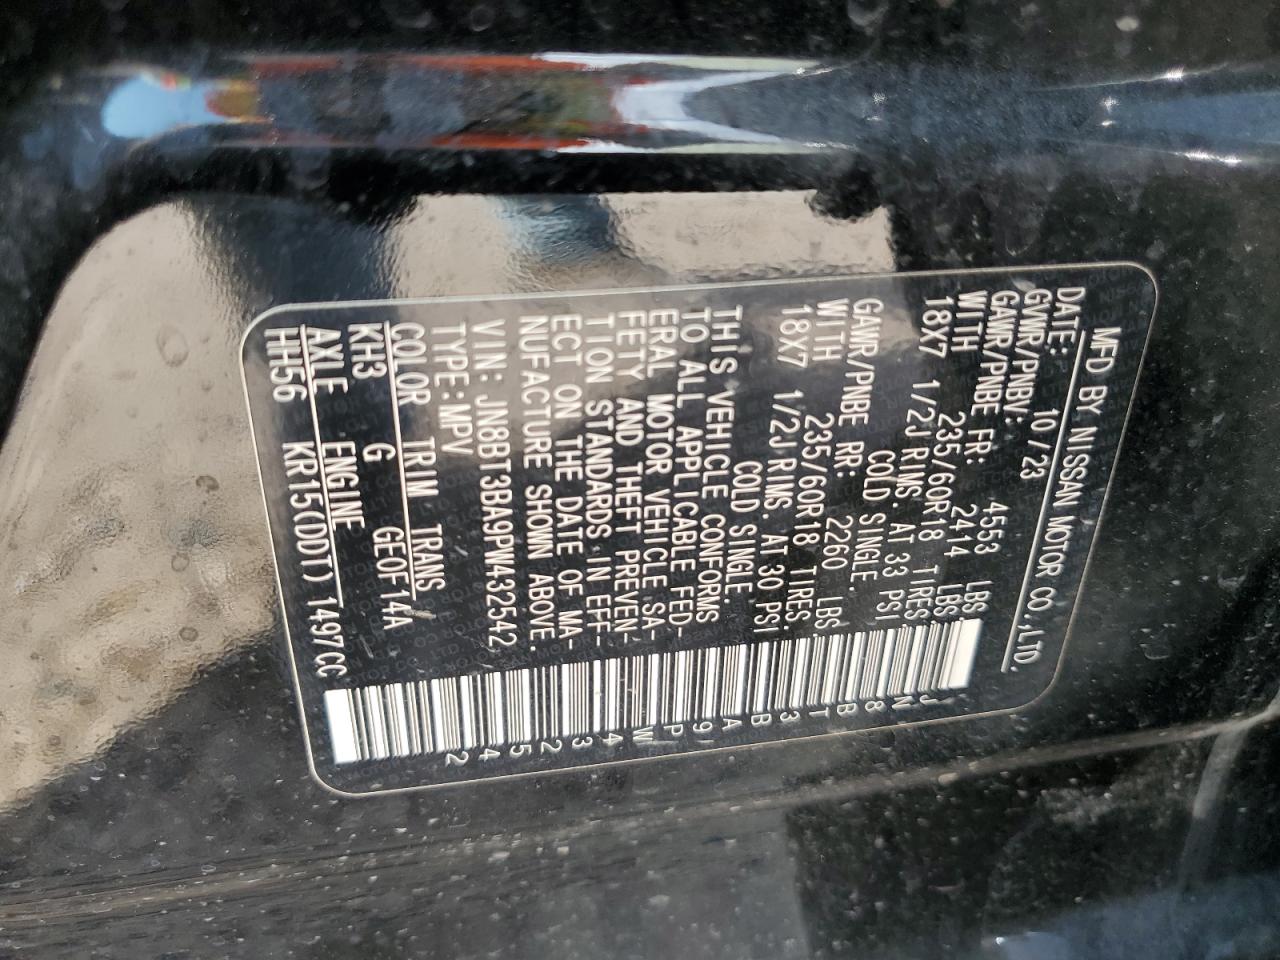 MFD BY NISSAN MOTOR CO.,LTD.
DATE: 10/23
GVWR/PNBV: 4553 LBS.
GAWR/PNBE FR: 2414 LBS.
WITH 235/60R18 TIRES.
18X7 1/2J RIMS. AT 33 PSI
COLD SINGLE.
GAWR/PNBE RR: 2260 LBS.
WITH 235/60R18 TIRES.
18X7 1/2J RIMS. AT 30 PSI
COLD SINGLE
THIS VEHICLE CONFORMS
TO ALL APPLICABLE FED-
ERAL MOTOR VEHICLE SA-
FETY AND THEFT PREVEN-
TION STANDARDS IN EFF-
ECT ON THE DATE OF MA-
NUFACTURE SHOWN ABOVE.
VIN: JN8BT3BA9PW432542
TYPE:MPV
COLOR TRIM TRANS
KH3 G GEOF14A
AXLE ENGINE
HH56 KR15(DDT) 1497CC
JN8BT3BA9PW432542